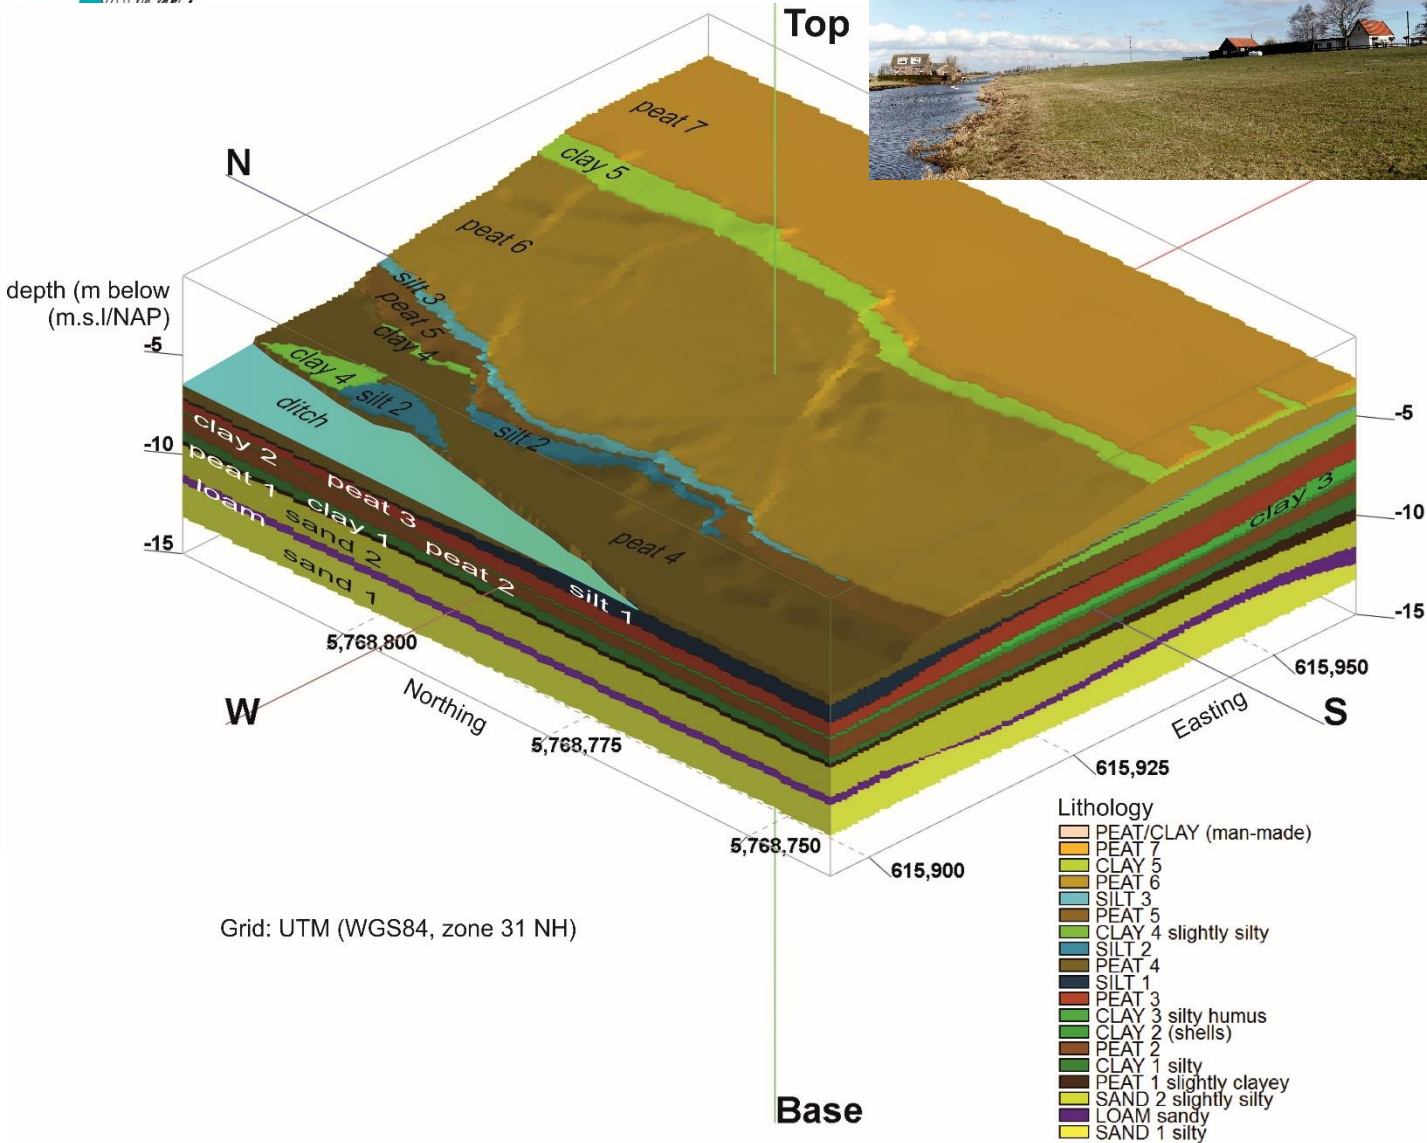 Top
peat 7
N
clay 5
peat 6
depth (m below
(m.s.l/NAP)
silt 3
peat 5
clay 4
-5
clay 4
silt 2
ditch
silt 2
-5
-10
clay 2
peat 3
clay 3
peat 1
clay 1
loam
sand 2
peat 2
peat 4
-10
-15
sand 1
silt 1
-15
5,768,800
615,950
W
Northing
Easting
S
5,768,775
615,925
5,768,750
615,900
Grid: UTM (WGS84, zone 31 NH)
Base
Lithology
PEAT/CLAY (man-made)
PEAT 7
CLAY 5
PEAT 6
SILT 3
PEAT 5
CLAY 4 slightly silty
SILT 2
PEAT 4
SILT 1
PEAT 3
CLAY 3 silty humus
CLAY 2 (shells)
PEAT 2
CLAY 1 silty
PEAT 1 slightly clayey
SAND 2 slightly silty
LOAM sandy
SAND 1 silty